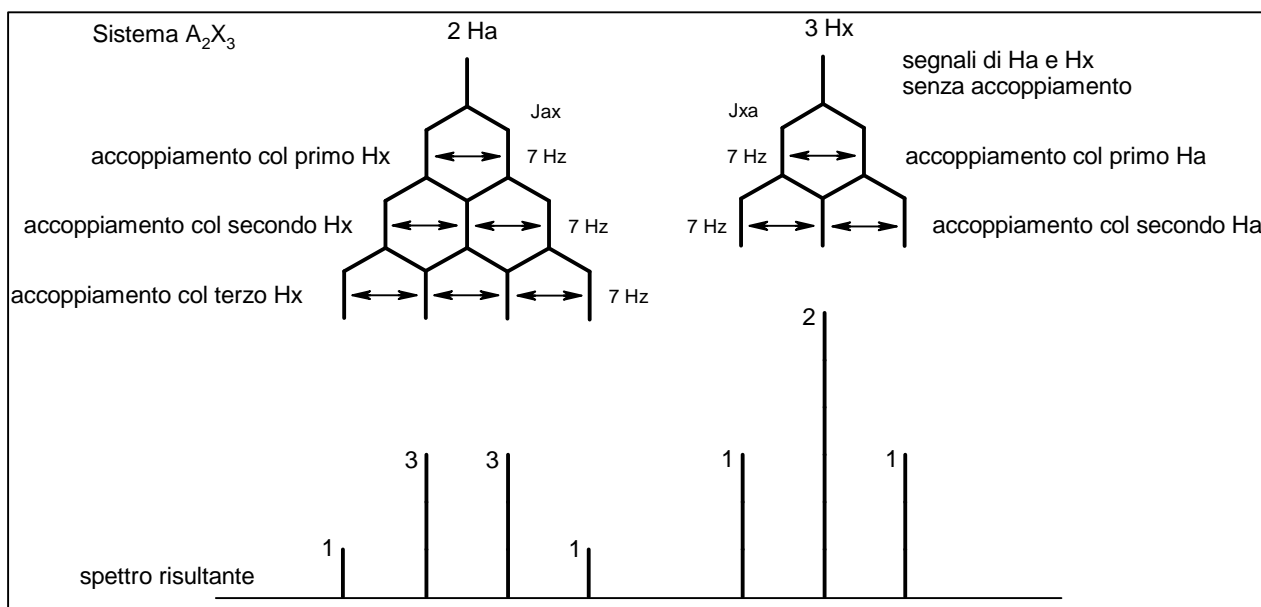 Sistema A2X3
2 Ha
3 Hx
segnali di Ha e Hx
senza accoppiamento
Jax
Jxa
accoppiamento col primo Hx
7 Hz
7 Hz
accoppiamento col primo Ha
accoppiamento col secondo Hx
7 Hz
7 Hz
accoppiamento col secondo Ha
accoppiamento col terzo Hx
7 Hz
2
3
3
1
1
1
1
spettro risultante